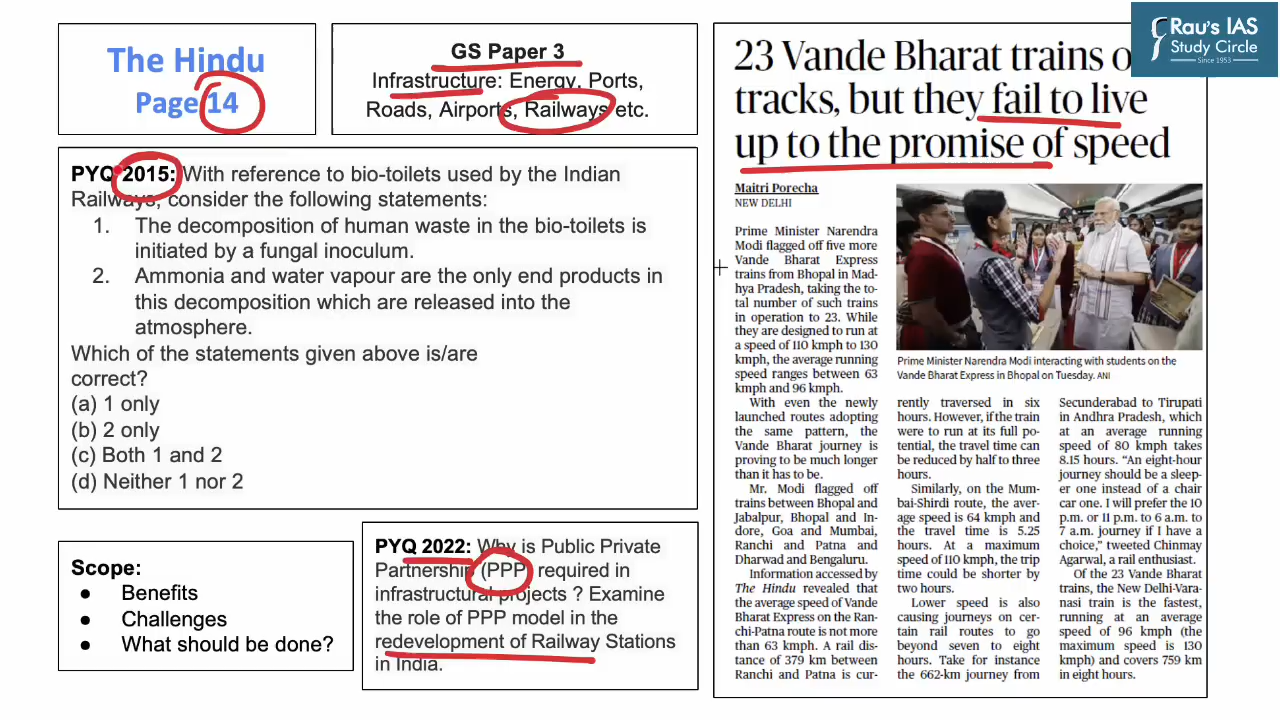 The Hindu
Page 14
GS Paper 3
Infrastructure: Energy, Ports,
Roads, Airports, Railways etc.
Rau's IAS
Study Circle
Since 1953
PYQ 2015: With reference to bio-toilets used by the Indian
Railways, consider the following statements:
1. The decomposition of human waste in the bio-toilets is
initiated by a fungal inoculum.
2. Ammonia and water vapour are the only end products in
this decomposition which are released into the
atmosphere.
Which of the statements given above is/are
correct?
(a) 1 only
(b) 2 only
(c) Both 1 and 2
(d) Neither 1 nor 2
Scope:
● Benefits
● Challenges
● What should be done?
PYQ 2022: Why is Public Private
Partnership (PPP) required in
infrastructural projects ? Examine
the role of PPP model in the
redevelopment of Railway Stations
in India.
23 Vande Bharat trains
tracks, but they fail to live
up to the promise of speed
Maitri Porecha
NEW DELHI
Prime Minister Narendra
Modi flagged off five more
Vande Bharat Express
trains from Bhopal in Mad-
hya Pradesh, taking the to-
tal number of such trains
in operation to 23. While
they are designed to run at
a speed of 110 kmph to 130
kmph, the average running
speed ranges between 63
kmph and 96 kmph.
With even the newly
launched routes adopting
the same pattern, the
Vande Bharat journey is
proving to be much longer
than it has to be.
Mr. Modi flagged off
trains between Bhopal and
Jabalpur, Bhopal and In-
dore, Goa and Mumbai,
Ranchi and Patna and
Dharwad and Bengaluru.
Information accessed by
The Hindu revealed that
the average speed of Vande
Bharat Express on the Ran-
chi-Patna route is not more
than 63 kmph. A rail dis-
tance of 379 km between
Ranchi and Patna is cur-
Prime Minister Narendra Modi interacting with students on the
Vande Bharat Express in Bhopal on Tuesday. ANI
rently traversed in six
hours. However, if the train
were to run at its full po-
tential, the travel time can
be reduced by half to three
hours.
Similarly, on the Mum-
bai-Shirdi route, the aver-
age speed is 64 kmph and
the travel time is 5.25
hours. At a maximum
speed of 110 kmph, the trip
time could be shorter by
two hours.
Lower speed is also
causing journeys on cer-
tain rail routes to go
beyond seven to eight
hours. Take for instance
the 662-km journey from
Secunderabad to Tirupati
in Andhra Pradesh, which
at an average running
speed of 80 kmph takes
8.15 hours. “An eight-hour
journey should be a sleep-
er one instead of a chair
car one. I will prefer the 10
p.m. or 11 p.m. to 6 a.m. to
7 a.m. journey if I have a
choice,” tweeted Chinmay
Agarwal, a rail enthusiast.
Of the 23 Vande Bharat
trains, the New Delhi-Vara-
nasi train is the fastest,
running at an average
speed of 96 kmph (the
maximum speed is 130
kmph) and covers 759 km
in eight hours.